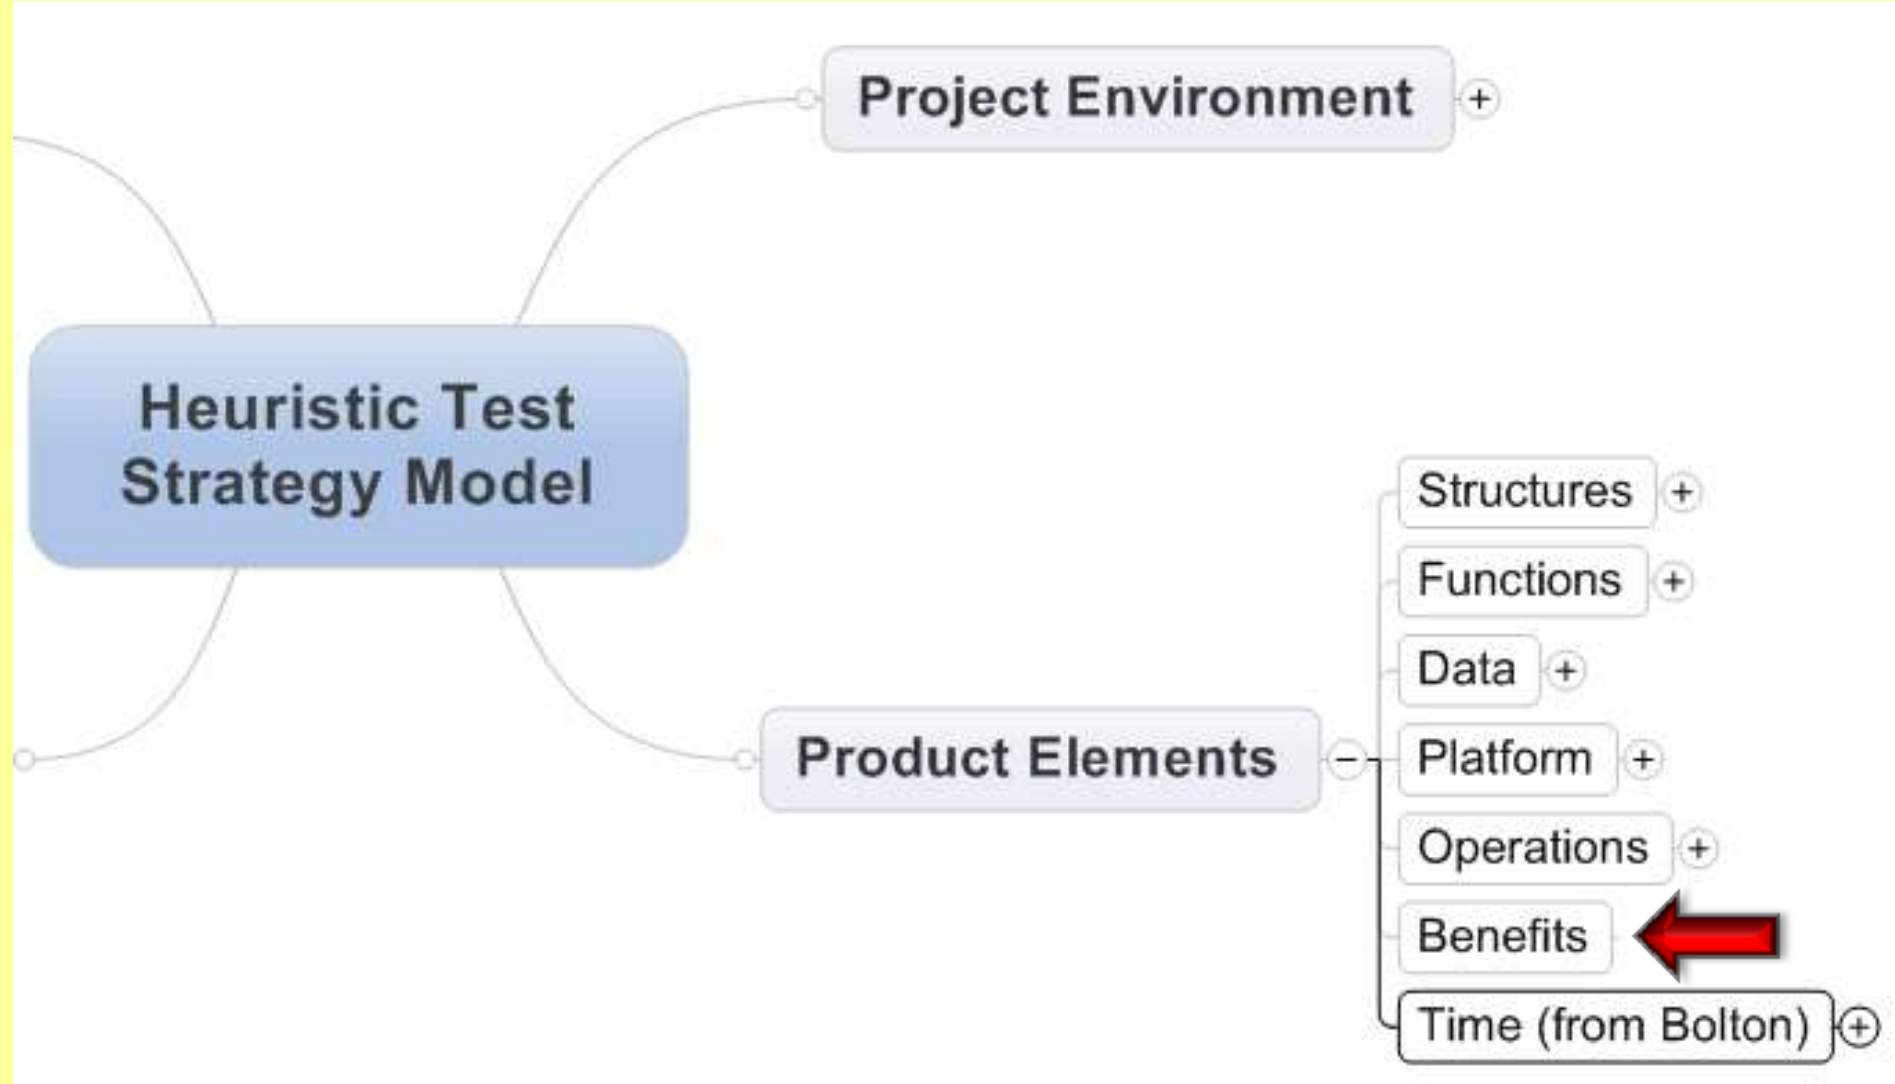 Project Environment
Heuristic Test
Strategy Model
Product Elements
Structures
Functions
Data
Platform
Operations
Benefits
Time (from Bolton)